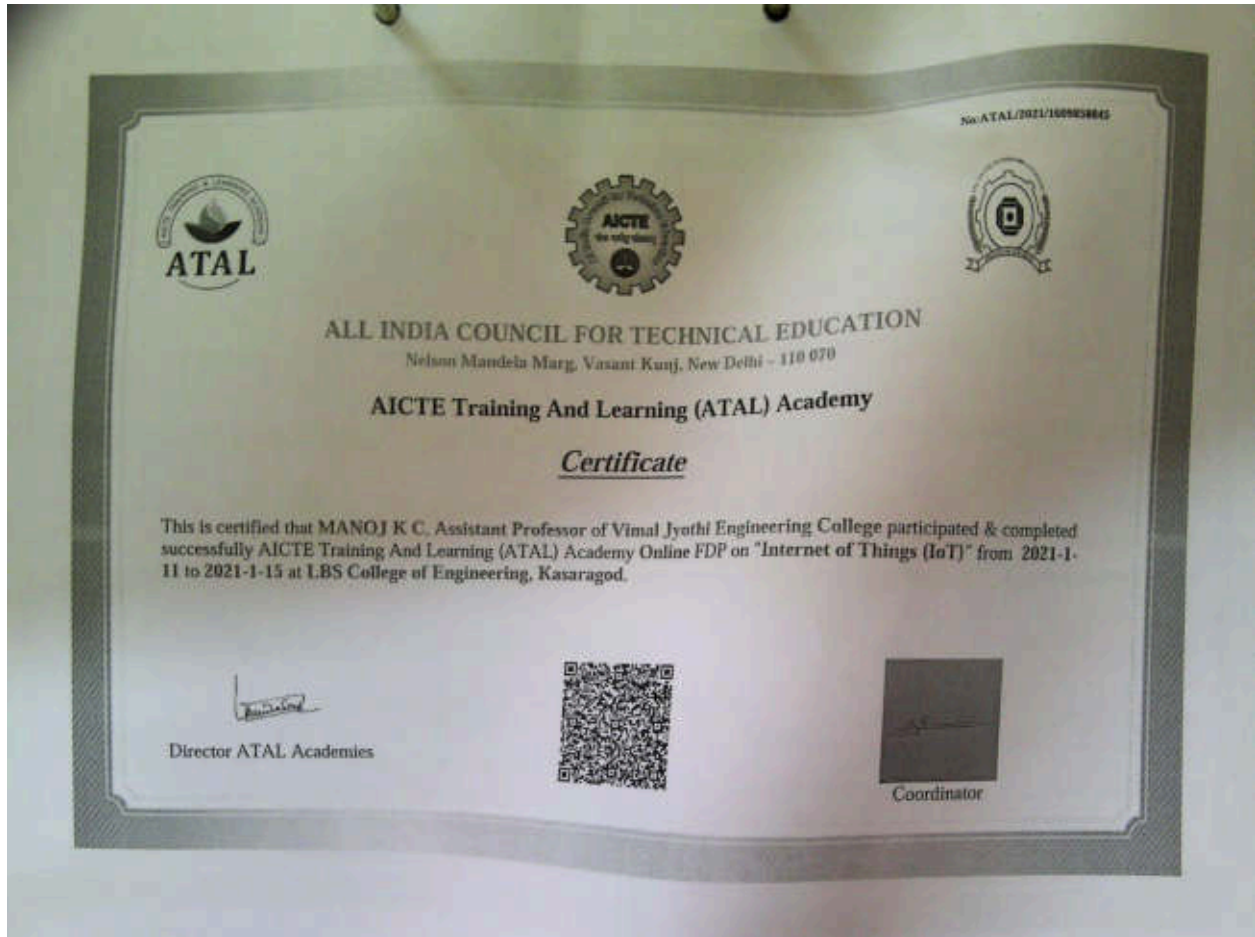 No:ATAL/2021/1609858845
ATAL
AICTE
ALL INDIA COUNCIL FOR TECHNICAL EDUCATION
Nelson Mandela Marg, Vasant Kunj, New Delhi – 110 070
AICTE Training And Learning (ATAL) Academy
Certificate
This is certified that MANOJ K C, Assistant Professor of Vimal Jyothi Engineering College participated & completed
successfully AICTE Training And Learning (ATAL) Academy Online FDP on "Internet of Things (IoT)" from 2021-1-
11 to 2021-1-15 at LBS College of Engineering, Kasaragod.
Director ATAL Academies
Coordinator